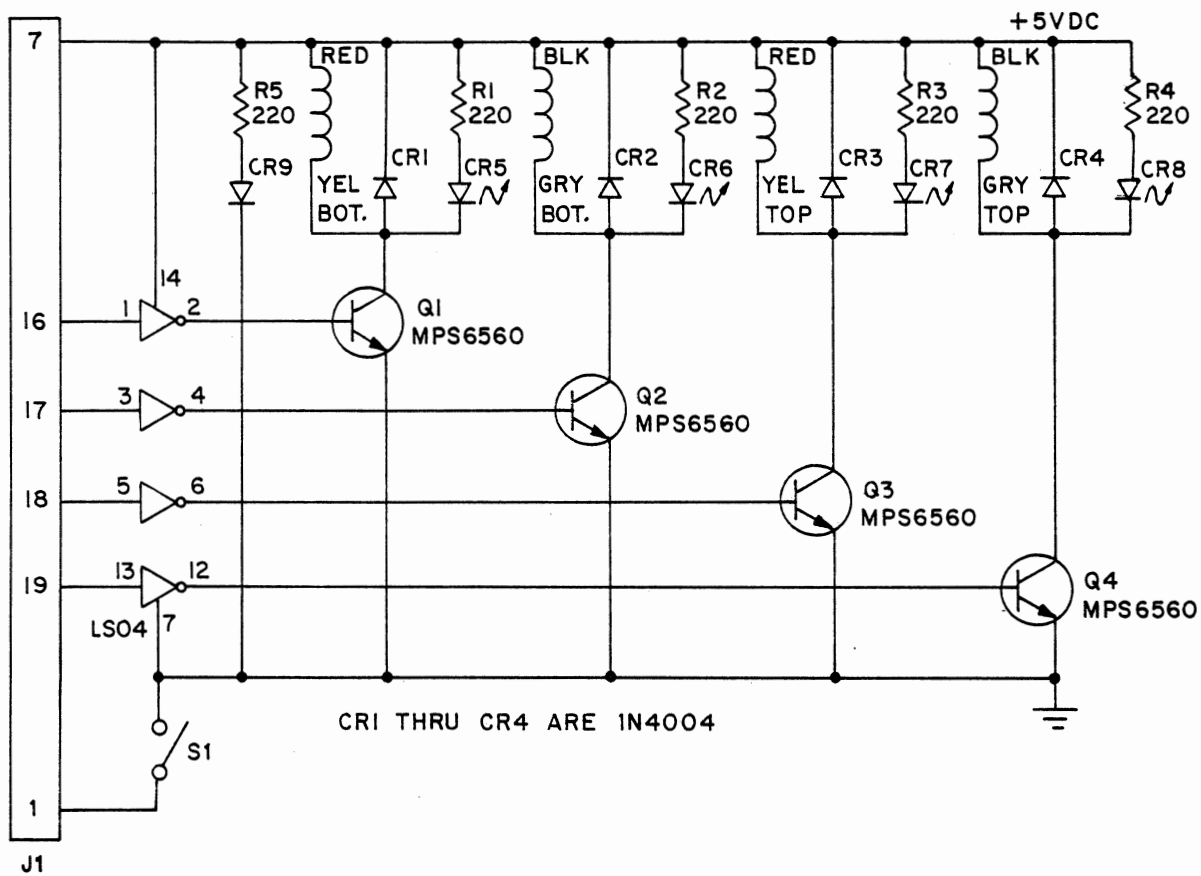 +5VDC
7
RED
BLK
RED
BLK
R5
220
R1
220
R2
220
R3
220
R4
220
CR9
CR1
CR5
CR2
CR6
CR3
CR7
CR4
CR8
YEL
BOT.
GRY
BOT.
YEL
TOP
GRY
TOP
14
16
1
2
Q1
MPS6560
17
3
4
Q2
MPS6560
18
5
6
Q3
MPS6560
19
13
12
Q4
MPS6560
LS04
7
CR1 THRU CR4 ARE 1N4004
S1
1
J1